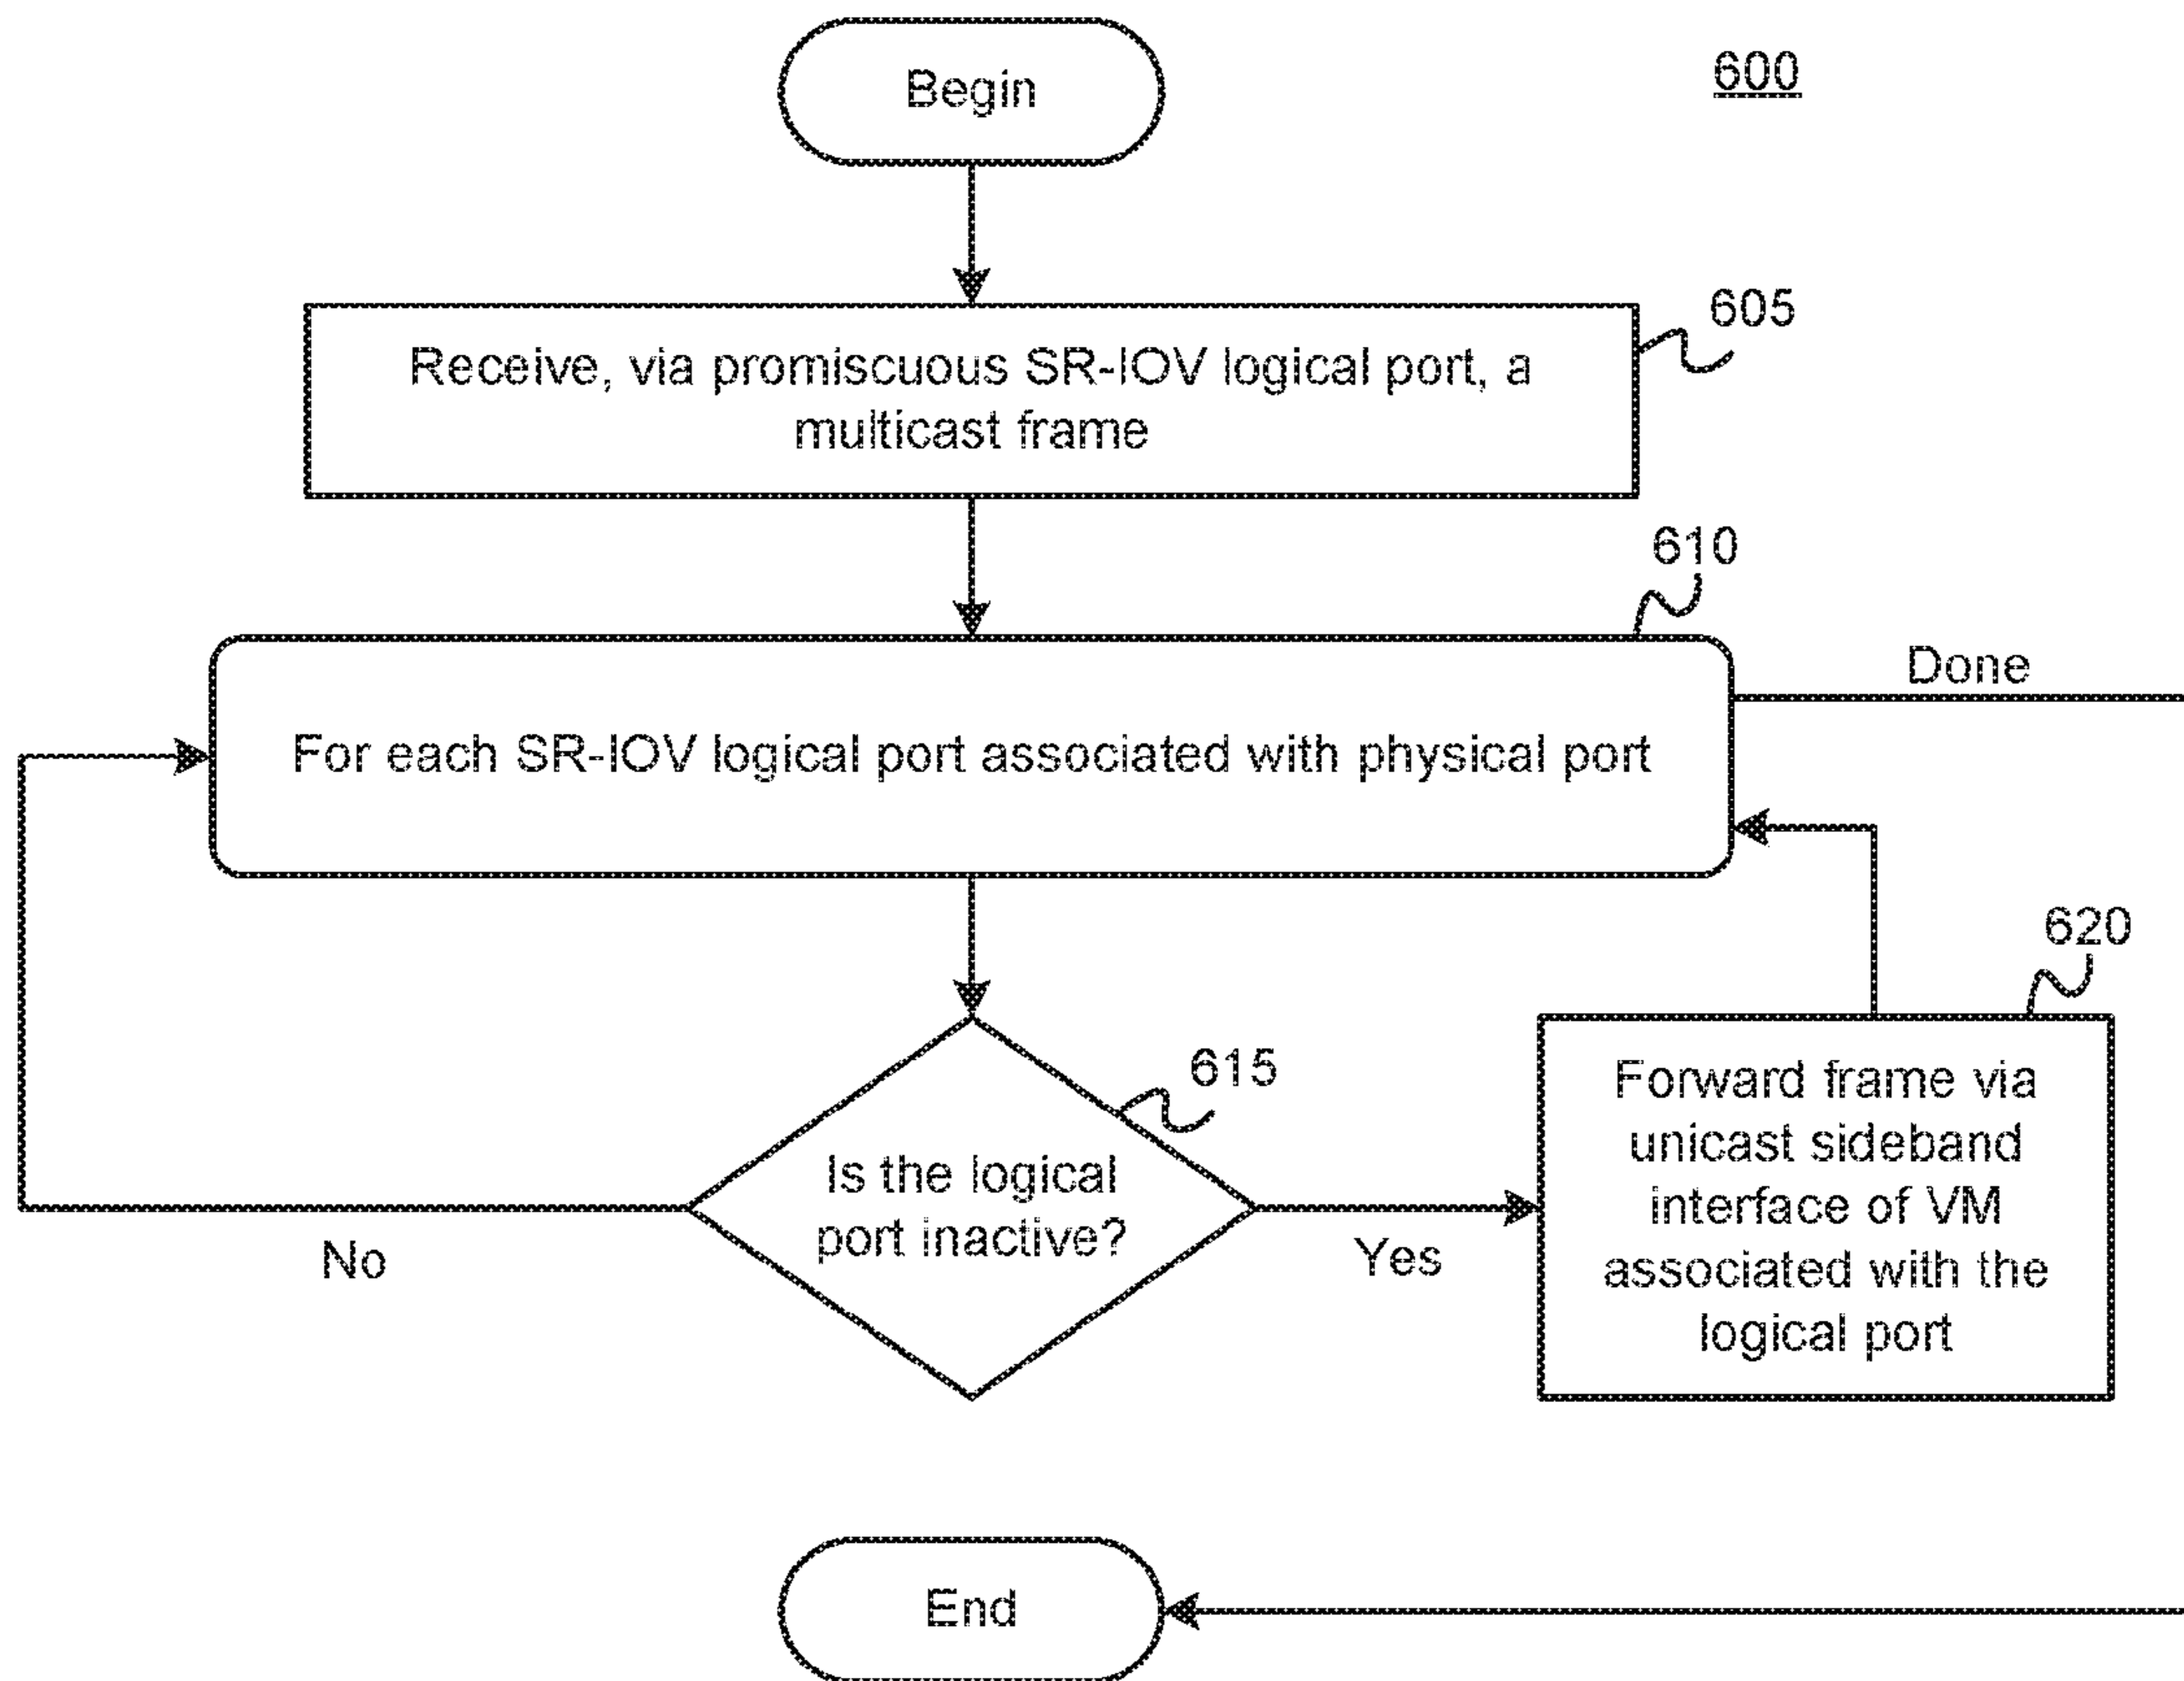 Begin
600
605
Receive, via promiscuous SR-IOV logical port, a
multicast frame
610
Done
For each SR-IOV logical port associated with physical port
620
615
Is the logical
port inactive?
No
Yes
Forward frame via
unicast sideband
interface of VM
associated with the
logical port
End